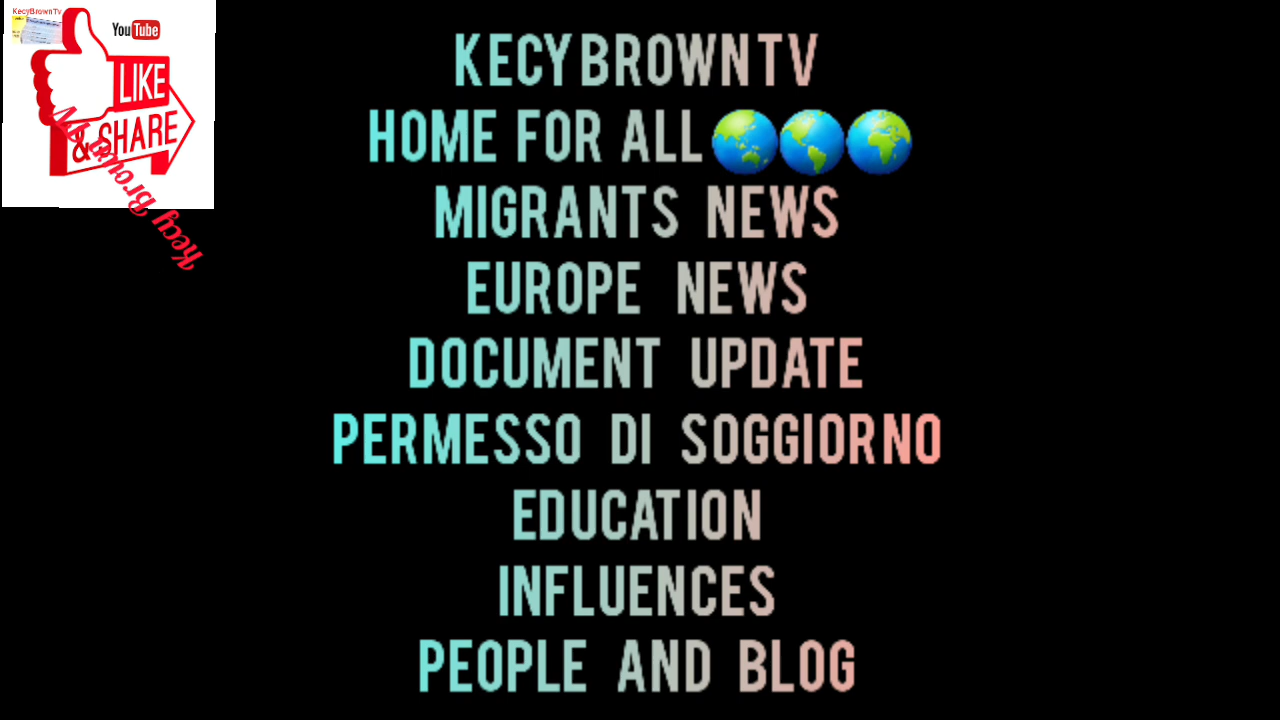 KecyBrownTv
YouTube
LIKE
& SHARE
KECYBROWNTV
HOME FOR ALL 🌏🌎🌍
MIGRANTS NEWS
EUROPE NEWS
DOCUMENT UPDATE
PERMESSO DI SOGGIORNO
EDUCATION
INFLUENCES
PEOPLE AND BLOG
Kecy Brown